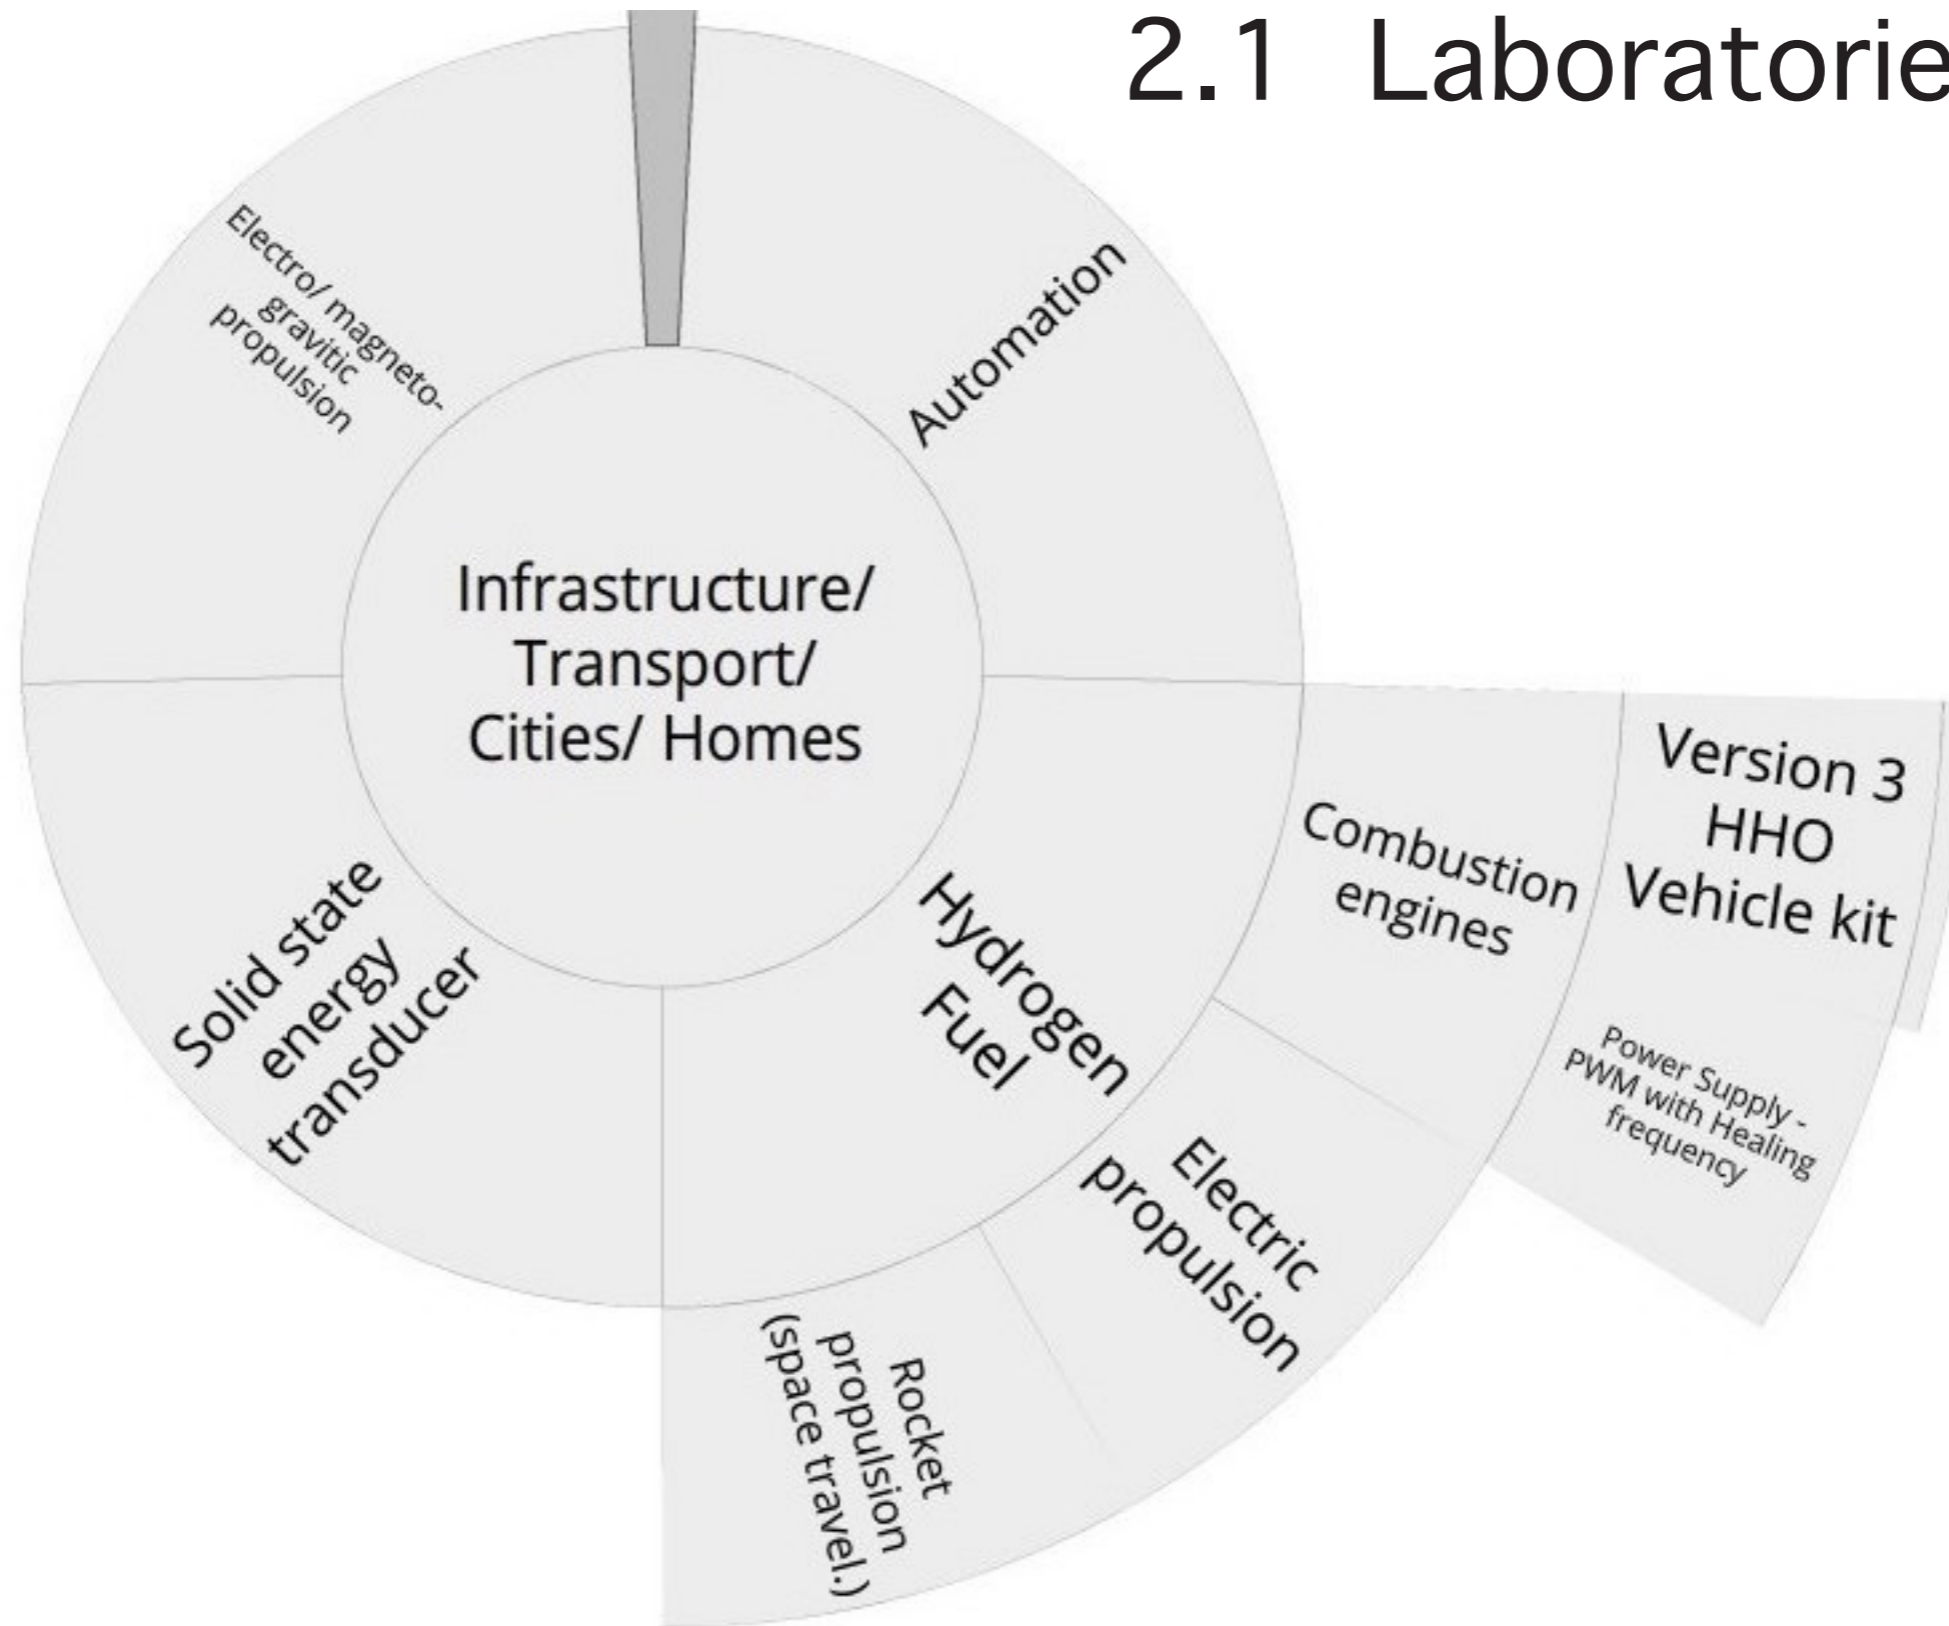 2.1 Laboratorie
Electro/ magneto-
gravitic
propulsion
Automation
Infrastructure/
Transport/
Cities/ Homes
Solid state
energy
transducer
Hydrogen
Fuel
Combustion
engines
Version 3
HHO
Vehicle kit
Power Supply -
PWM with Healing
frequency
Electric
propulsion
Rocket
propulsion
(space travel.)